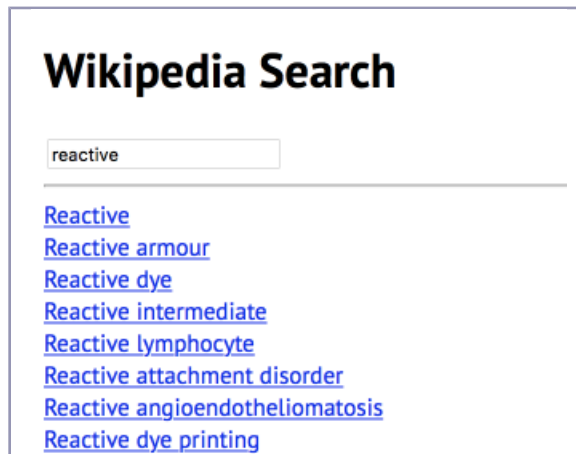 Wikipedia Search
reactive
Reactive
Reactive armour
Reactive dye
Reactive intermediate
Reactive lymphocyte
Reactive attachment disorder
Reactive angioendotheliomatosis
Reactive dye printing